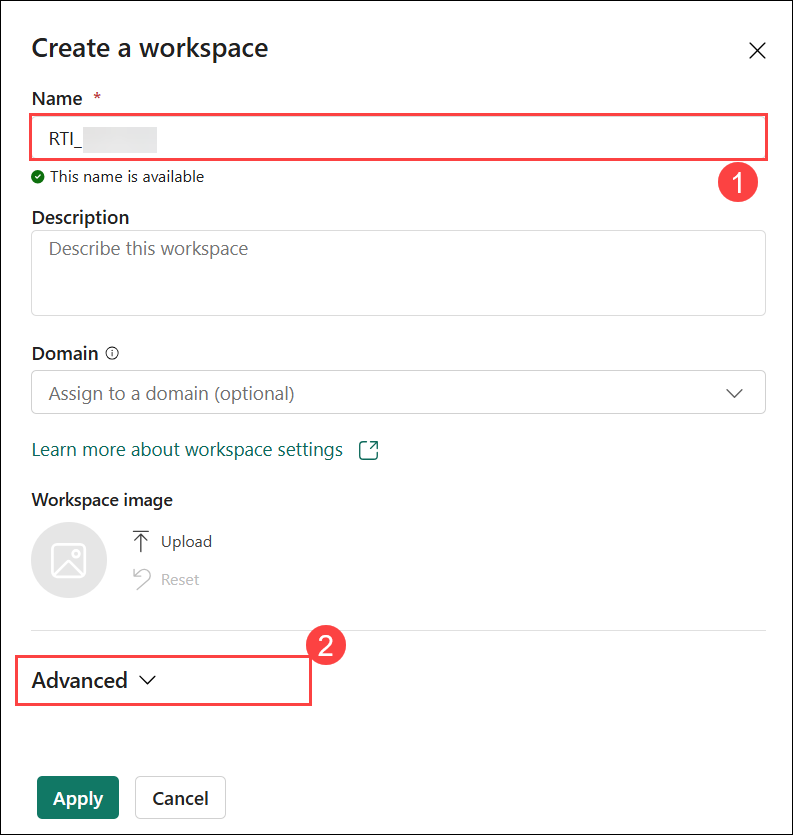 Create a workspace
Name *
RTI_
This name is available
1
Description
Describe this workspace
Domain
Assign to a domain (optional)
Learn more about workspace settings
Workspace image
Upload
Reset
2
Advanced
Apply Cancel